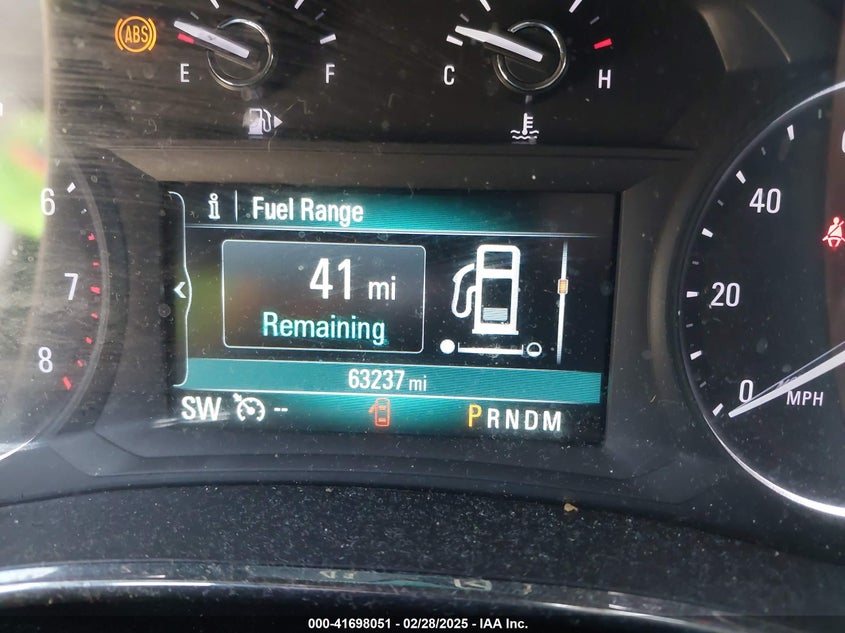 ABS
E F
C H
i Fuel Range
6
7
8
< 41 mi
Remaining
63237 mi
SW --
PRNDM
40
20
0
MPH
000-41698051 / 02/28/2025 - IAA Inc.